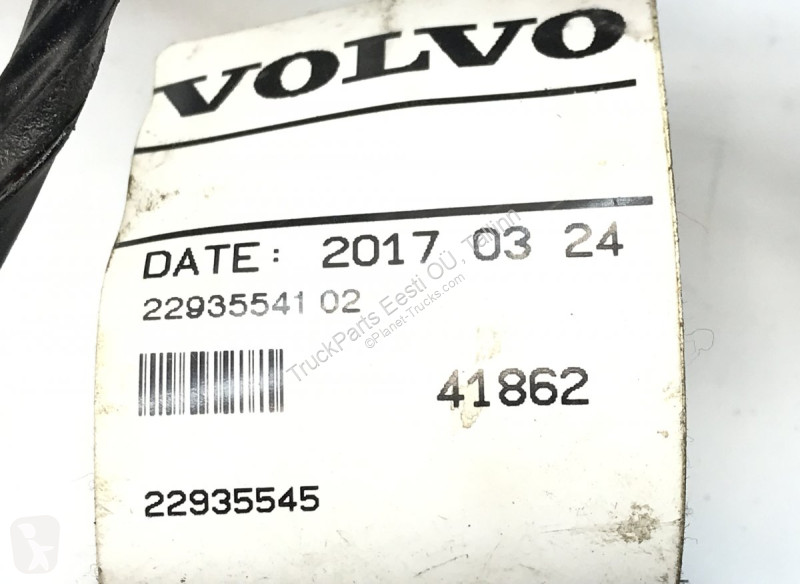 VOLVO
DATE: 2017 03 24
22935541 02
TruckParts Eesti OÜ, Tallinn
©Planet-Trucks.com
41862
22935545